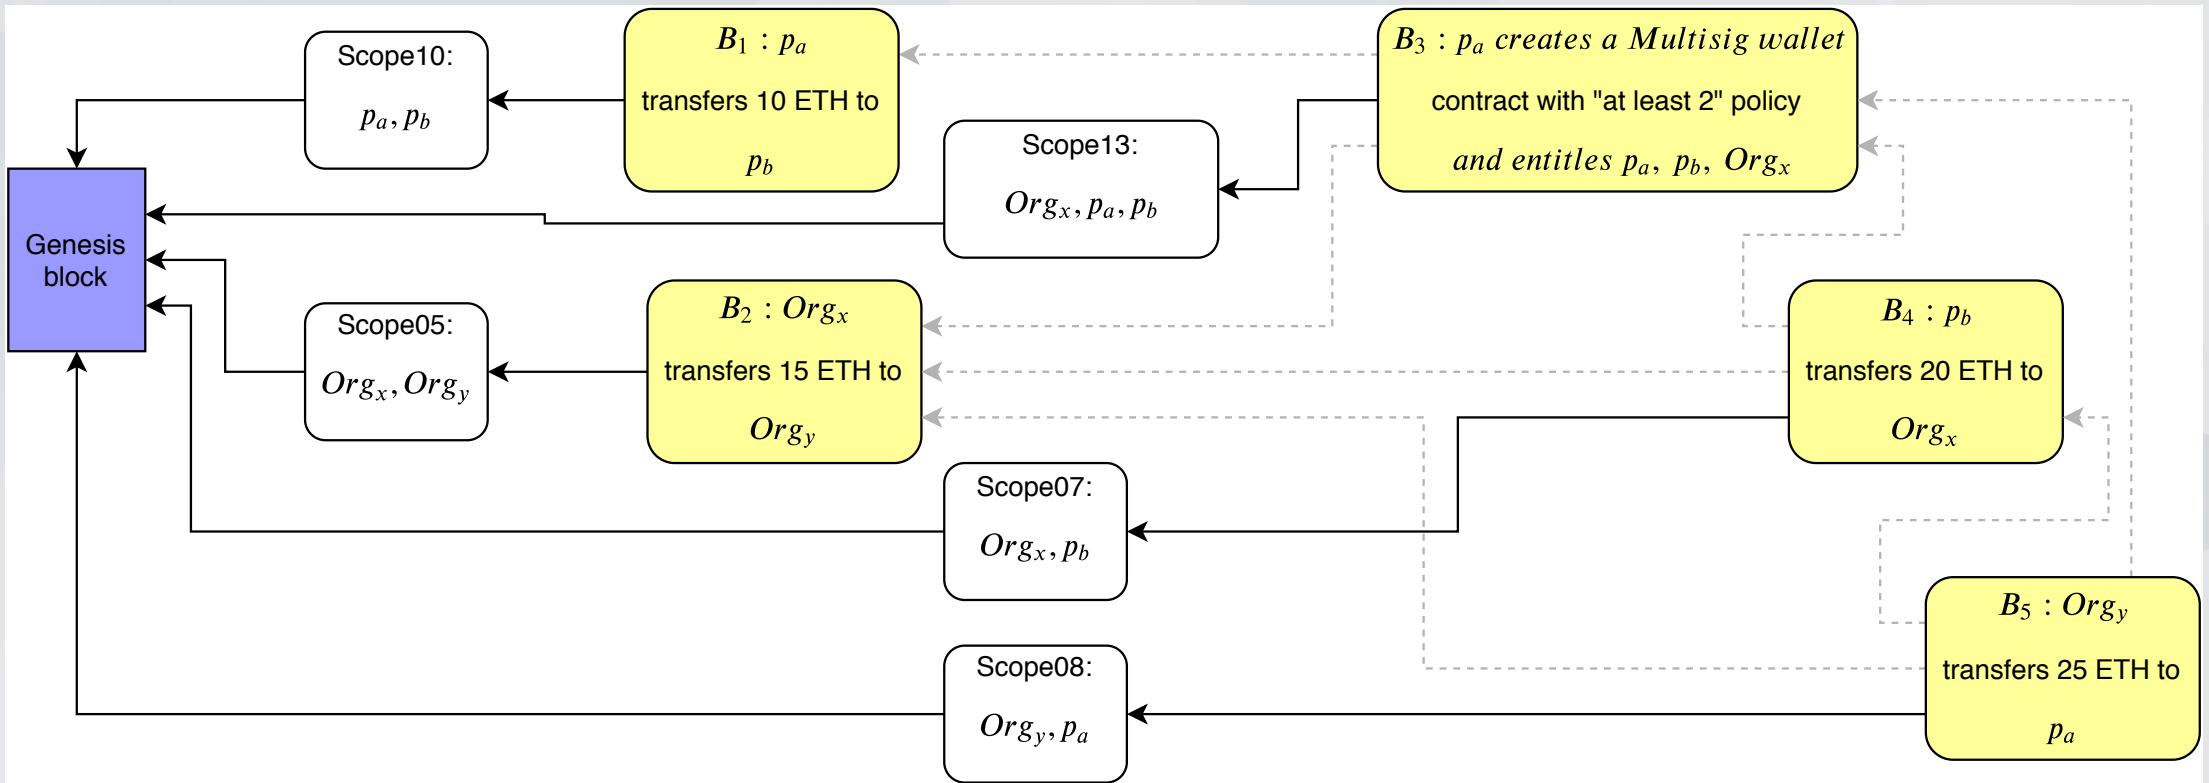 Scope10:
pa, pb
B1 : pa
transfers 10 ETH to
pb
B3 : pa creates a Multisig wallet
contract with "at least 2" policy
and entitles pa, pb, Orgx
Scope13:
Orgx, pa, pb
Genesis
block
Scope05:
Orgx, Orgy
B2 : Orgx
transfers 15 ETH to
Orgy
B4 : pb
transfers 20 ETH to
Orgx
Scope07:
Orgx, pb
B5 : Orgy
transfers 25 ETH to
pa
Scope08:
Orgy, pa